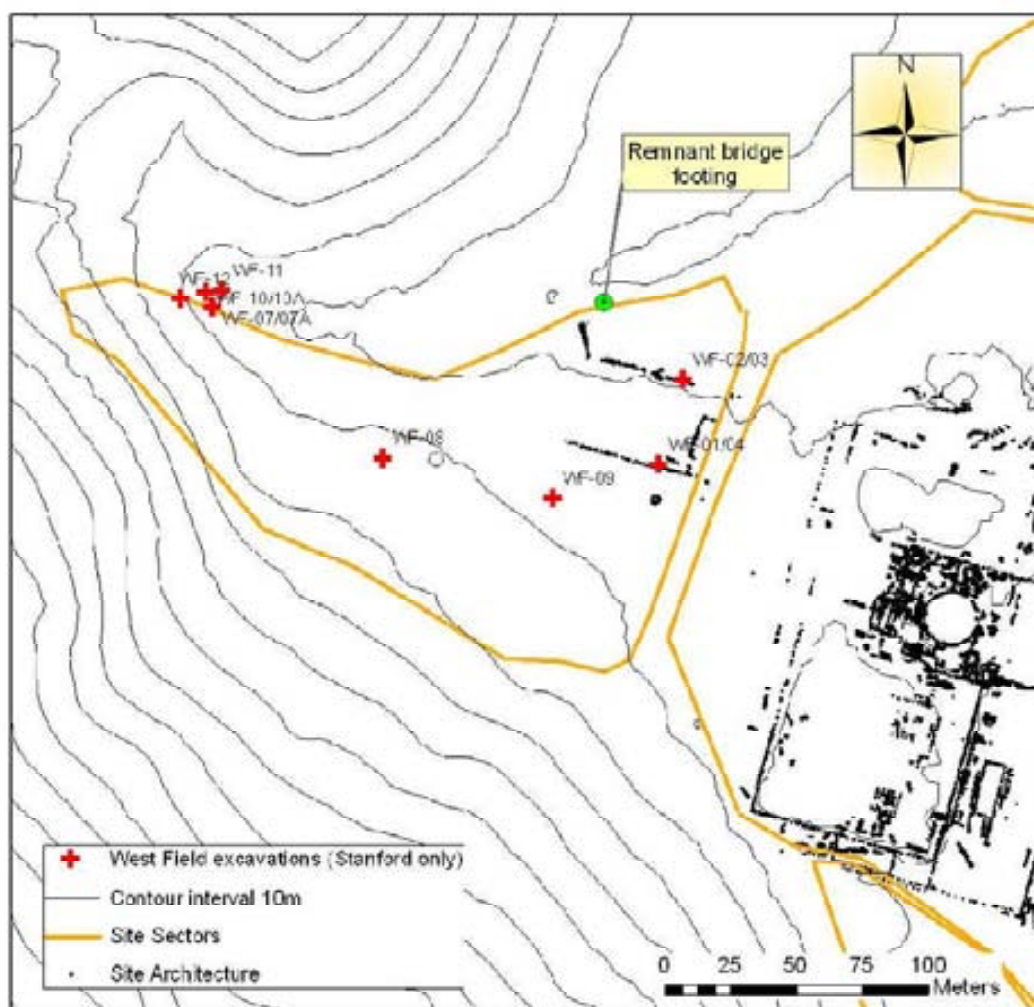 N
Remnant bridge
footing
WF-11
WF-12
WF-10/10A
WF-07/07A
WF-02/03
WF-08
WF-01/04
WF-09
West Field excavations (Stanford only)
Contour interval 10m
Site Sectors
Site Architecture
0 25 50 75 100
Meters